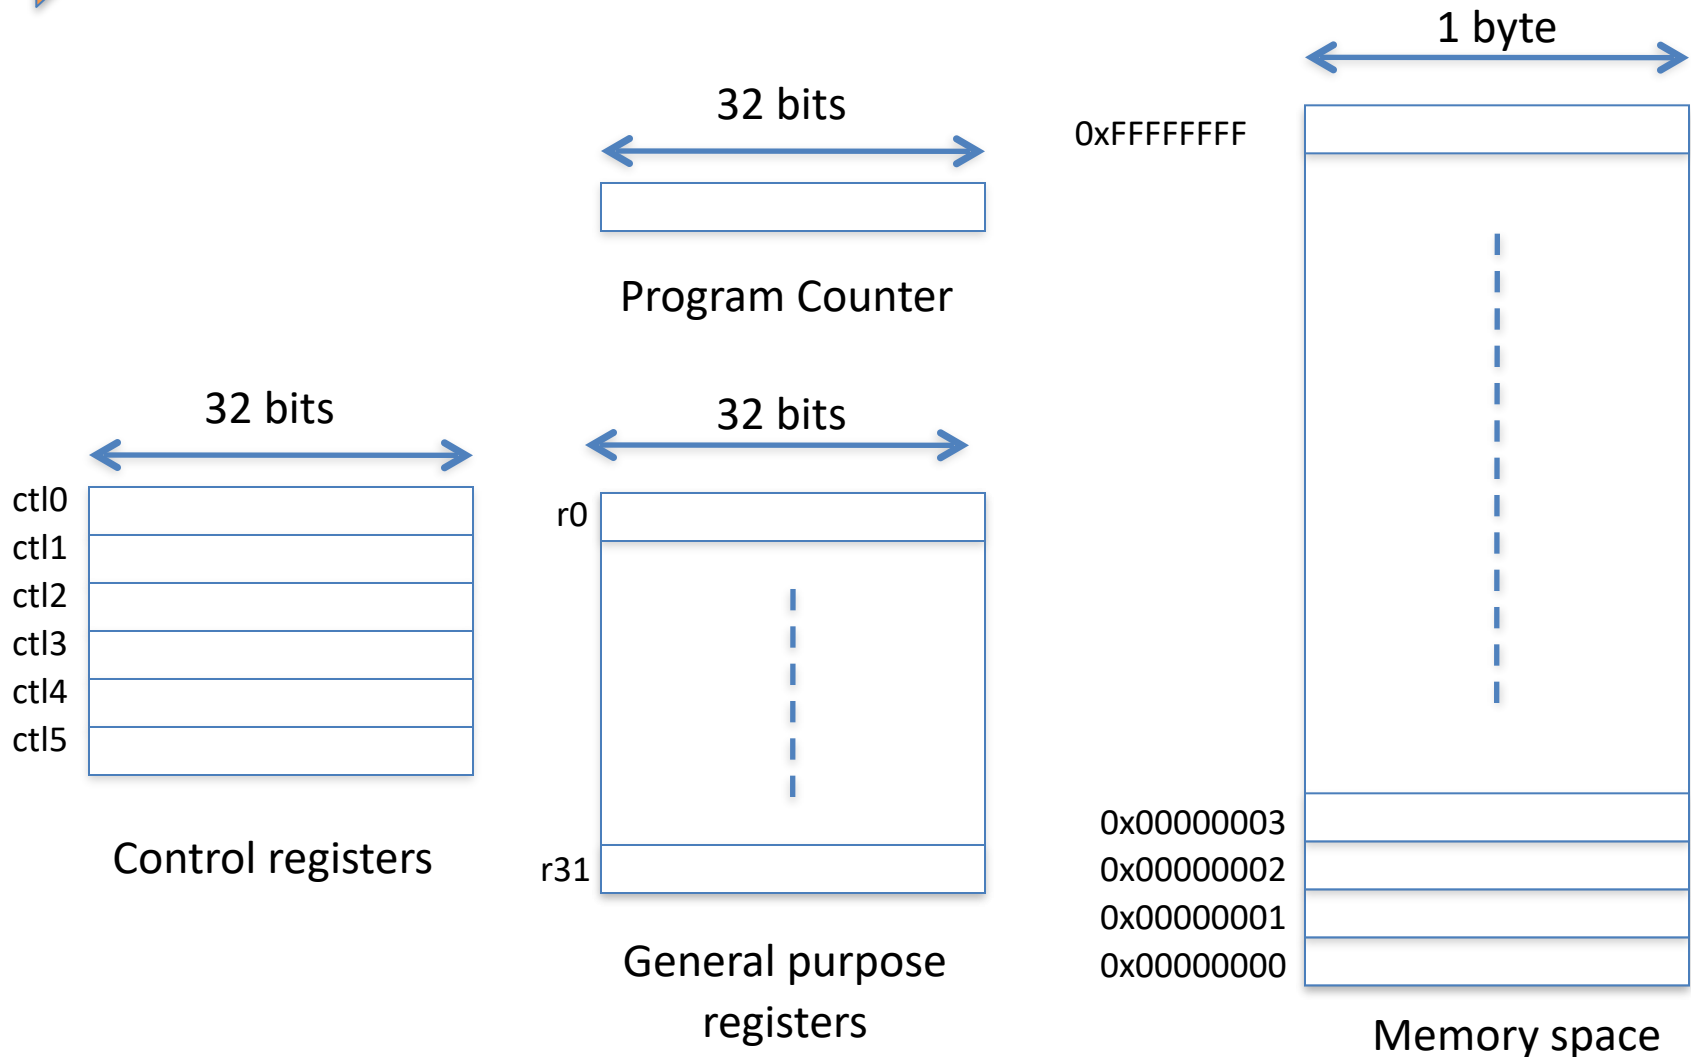 1 byte
32 bits
0xFFFFFFFF
Program Counter
32 bits
32 bits
ctl0
ctl1
ctl2
ctl3
ctl4
ctl5
Control registers
r0
r31
General purpose
registers
0x00000003
0x00000002
0x00000001
0x00000000
Memory space